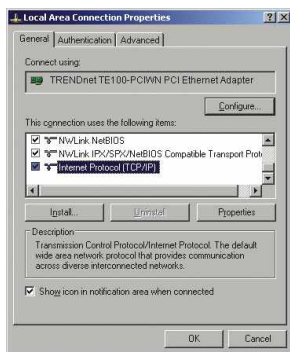 Local Area Connection Properties
General Authentication Advanced
Connect using:
TRENDnet TE100-PCIWN PCI Ethernet Adapter
Configure...
This connection uses the following items:
NWLink NetBIOS
NWLink IPX/SPX/NetBIOS Compatible Transport Prot
Internet Protocol (TCP/IP)
Install... Uninstall Properties
Description
Transmission Control Protocol/Internet Protocol. The default
wide area network protocol that provides communication
across diverse interconnected networks.
Show icon in notification area when connected
OK Cancel